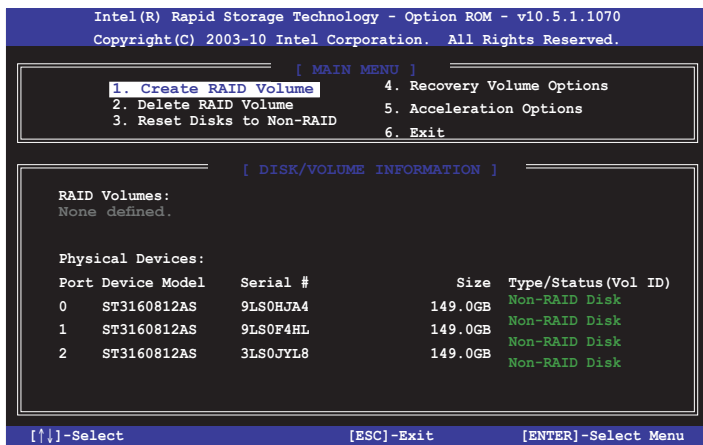 Intel(R) Rapid Storage Technology - Option ROM - v10.5.1.1070
Copyright(C) 2003-10 Intel Corporation. All Rights Reserved.
[ MAIN MENU ]
1. Create RAID Volume
2. Delete RAID Volume
3. Reset Disks to Non-RAID
4. Recovery Volume Options
5. Acceleration Options
6. Exit
[ DISK/VOLUME INFORMATION ]
RAID Volumes:
None defined.
Physical Devices:
Port Device Model Serial # Size Type/Status(Vol ID)
0 ST3160812AS 9LS0HJA4 149.0GB Non-RAID Disk
1 ST3160812AS 9LS0F4HL 149.0GB Non-RAID Disk
2 ST3160812AS 3LS0JYL8 149.0GB Non-RAID Disk
Non-RAID Disk
[↑↓]-Select [ESC]-Exit [ENTER]-Select Menu